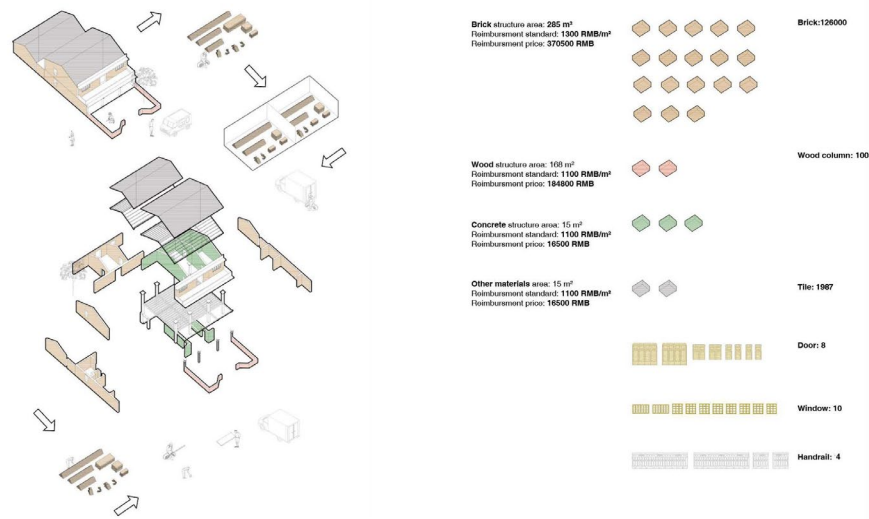 Brick structure area: 285 m²
Reimbursement standard: 1300 RMB/m²
Reimbursement price: 370500 RMB
Brick:126000
Wood structure area: 168 m²
Reimbursment standard: 1100 RMB/m²
Reimbursment price: 184800 RMB
Wood column: 100
Concrete structure area: 15 m²
Reimbursment standard: 1100 RMB/m²
Reimbursment price: 16500 RMB
Other materials area: 15 m²
Reimbursment standard: 1100 RMB/m²
Reimbursment price: 16500 RMB
Tile: 1987
Door: 8
Window: 10
Handrail: 4